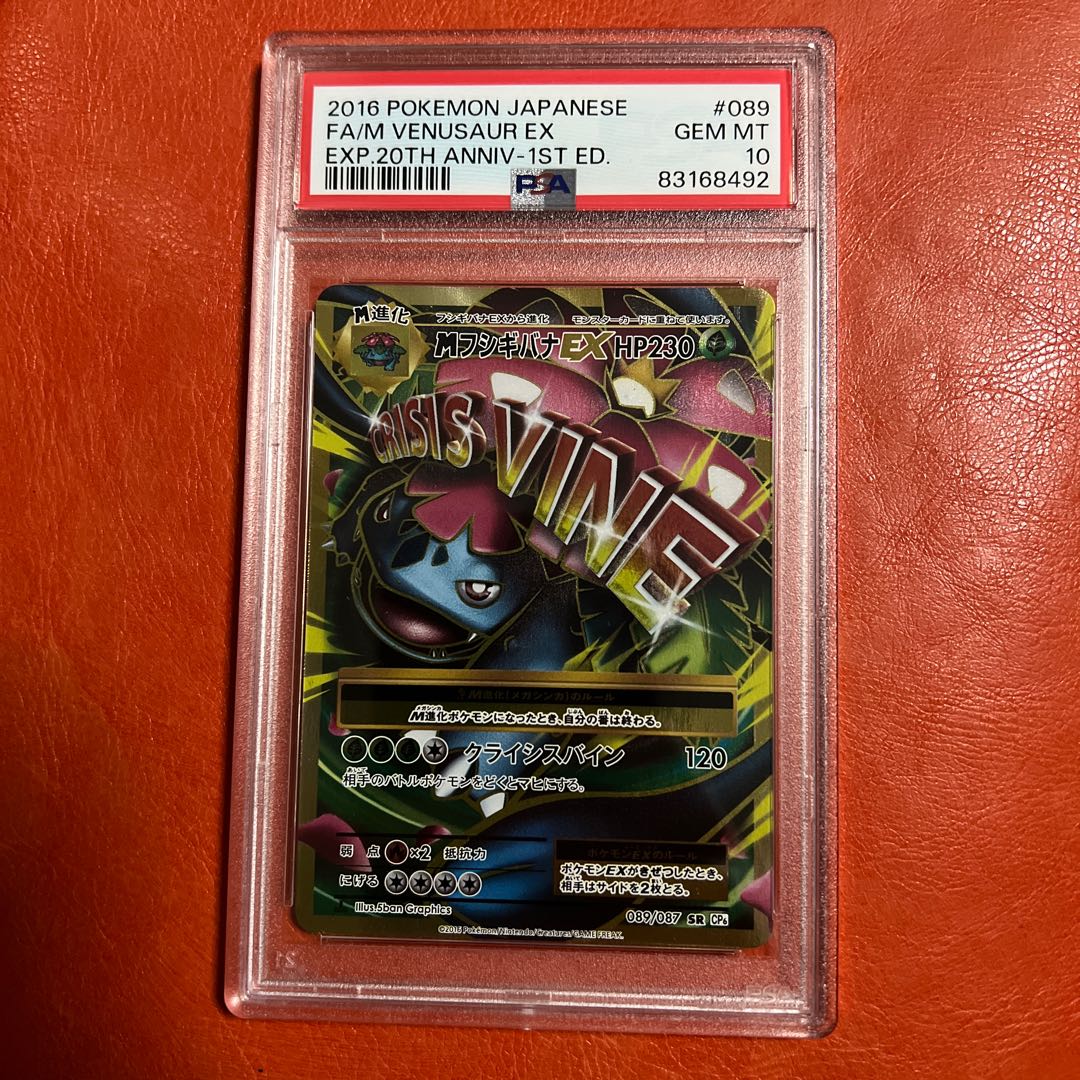 2016 POKEMON JAPANESE #089
FA/M VENUSAUR EX GEM MT
EXP.20TH ANNIV-1ST ED. 10
PSA 83168492
M進化 フシギバナEXから進化 モンスターカードに重ねて使います。
MフシギバナEX HP230
CRISIS VINE
M進化[メガシンカ]のルール
M進化ポケモンになったとき、自分の番は終わる。
クライシスバイン 120
相手のバトルポケモンをどくとマヒにする。
弱点 ×2 抵抗力
にげる
ポケモンEXのルール
ポケモンEXがきぜつしたとき、
相手はサイドを2枚とる。
Illus.5ban Graphics
089/087 SR CP6
©2016 Pokémon/Nintendo/Creatures/GAME FREAK.
PSA